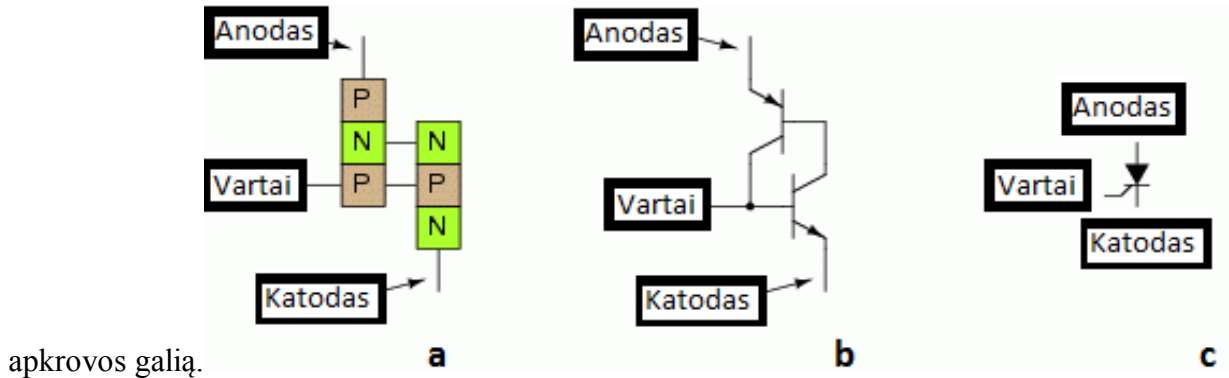 Anodas
Anodas
P
Anodas
N
N
Vartai
P
P
Vartai
Vartai
N
Katodas
Katodas
Katodas
apkrovos galią.
a
b
c